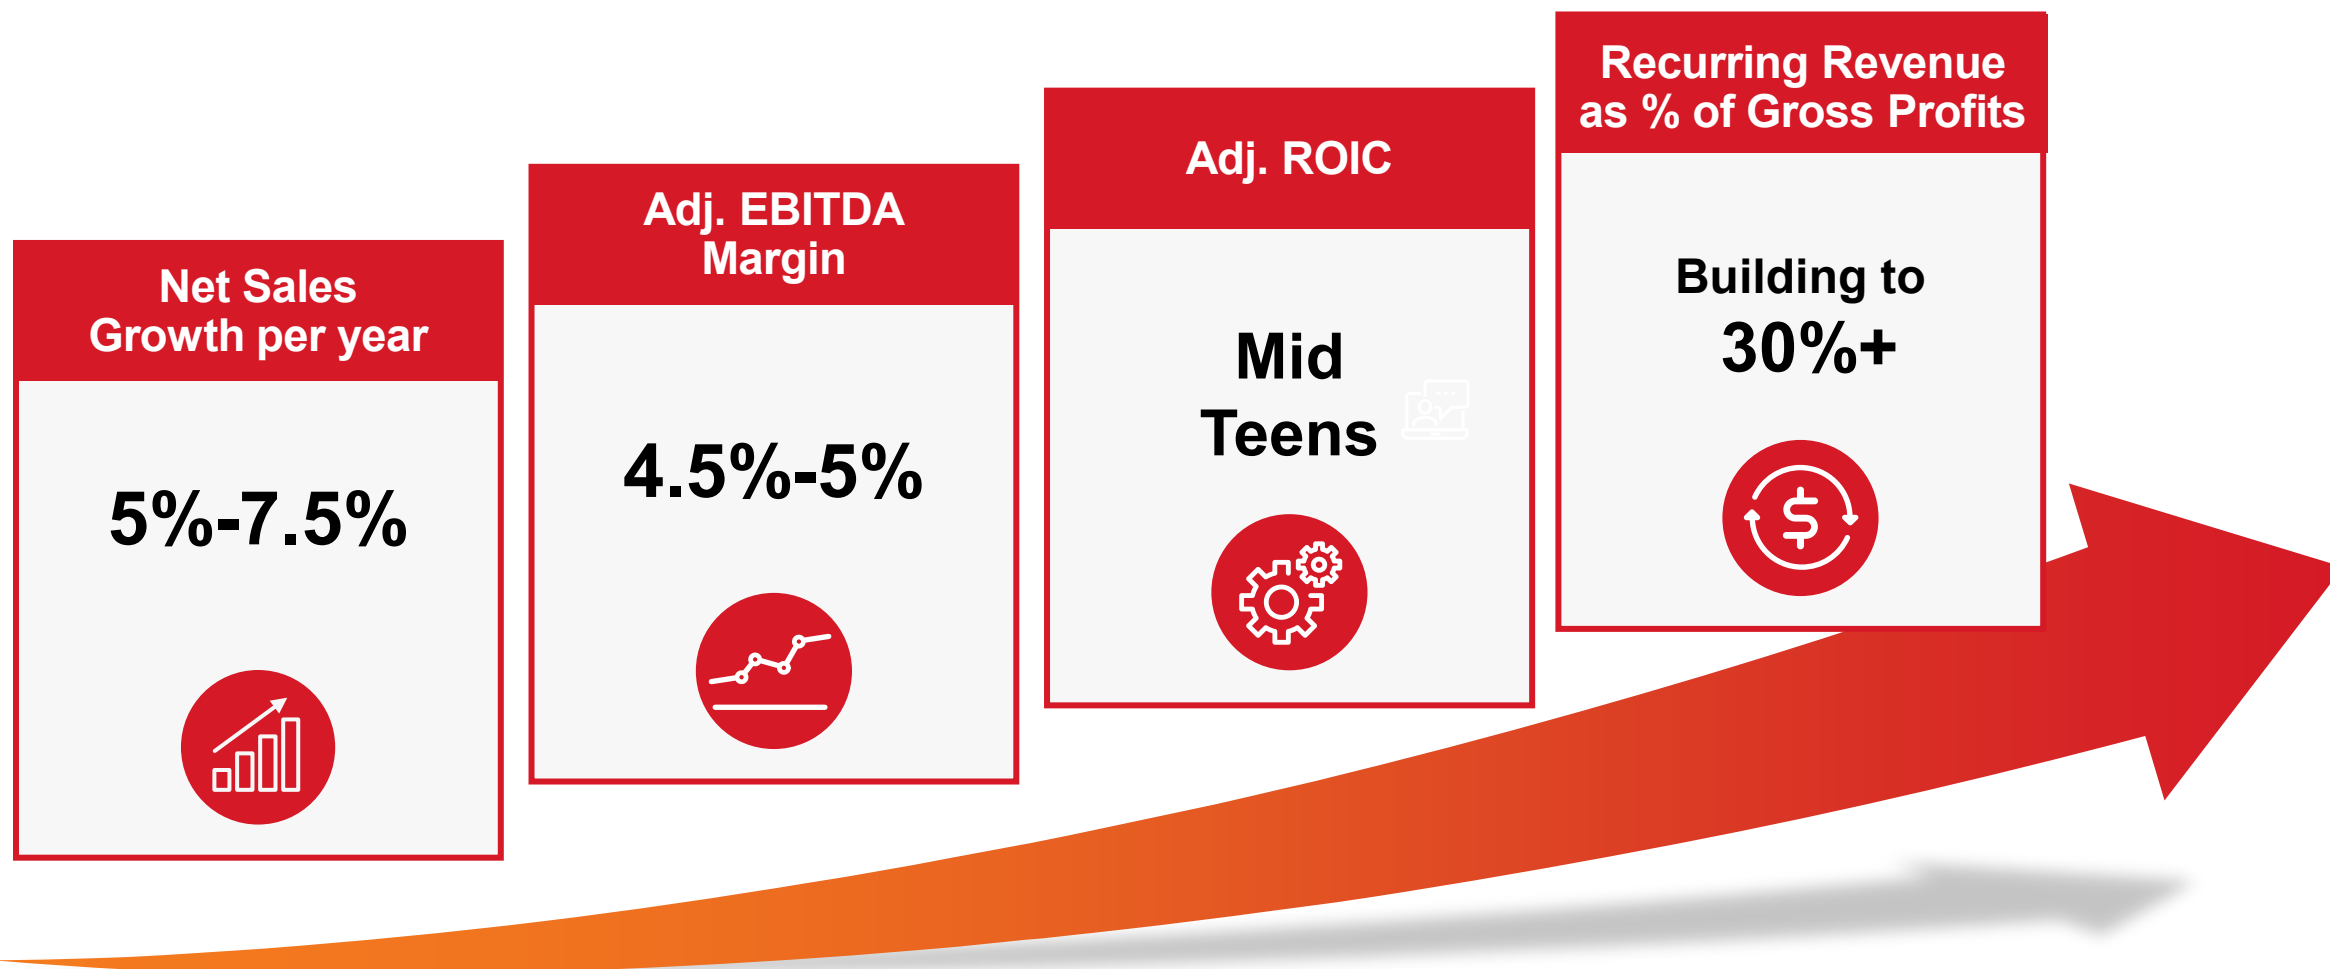 Net Sales
Growth per year
5%-7.5%
Adj. EBITDA
Margin
4.5%-5%
Adj. ROIC
Mid
Teens
Recurring Revenue
as % of Gross Profits
Building to
30%+